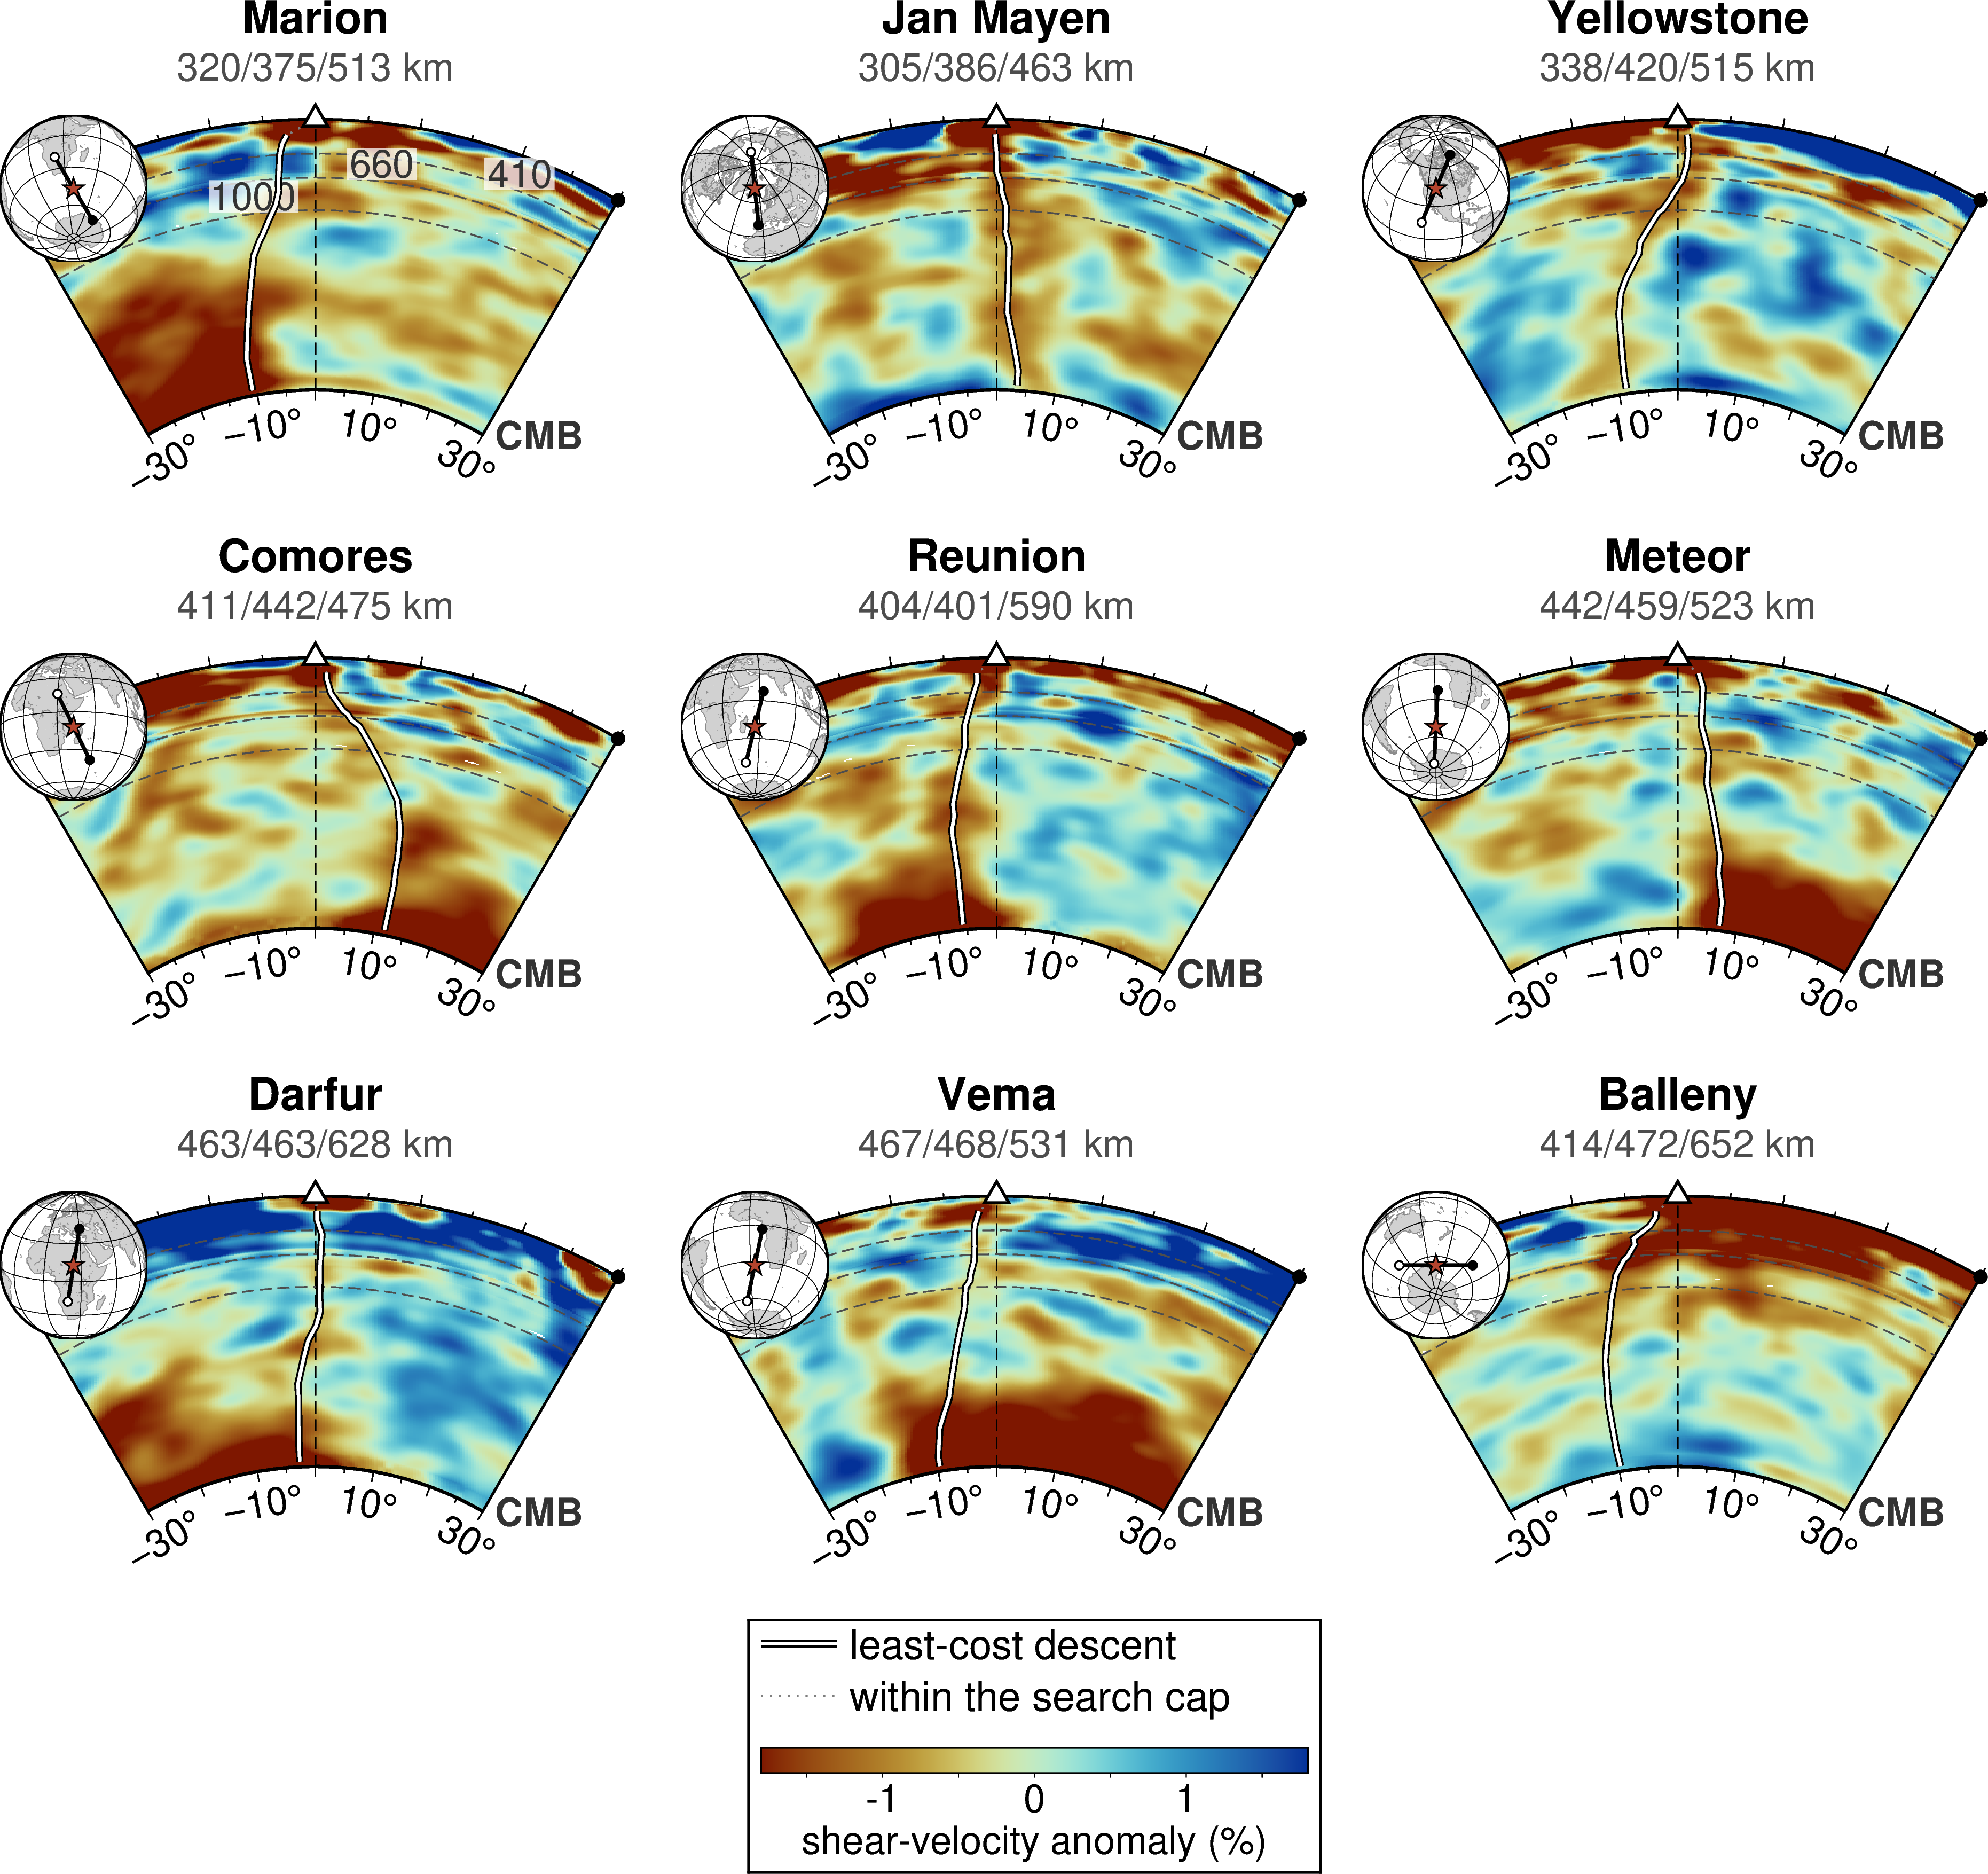 Marion
320/375/513 km
660
410
1000
−30°
−10°
10°
30°
CMB
Jan Mayen
305/386/463 km
−30°
−10°
10°
30°
CMB
Yellowstone
338/420/515 km
−30°
−10°
10°
30°
CMB
Comores
411/442/475 km
−30°
−10°
10°
30°
CMB
Reunion
404/401/590 km
−30°
−10°
10°
30°
CMB
Meteor
442/459/523 km
−30°
−10°
10°
30°
CMB
Darfur
463/463/628 km
−30°
−10°
10°
30°
CMB
Vema
467/468/531 km
−30°
−10°
10°
30°
CMB
Balleny
414/472/652 km
−30°
−10°
10°
30°
CMB
least-cost descent
within the search cap
-1 0 1
shear-velocity anomaly (%)